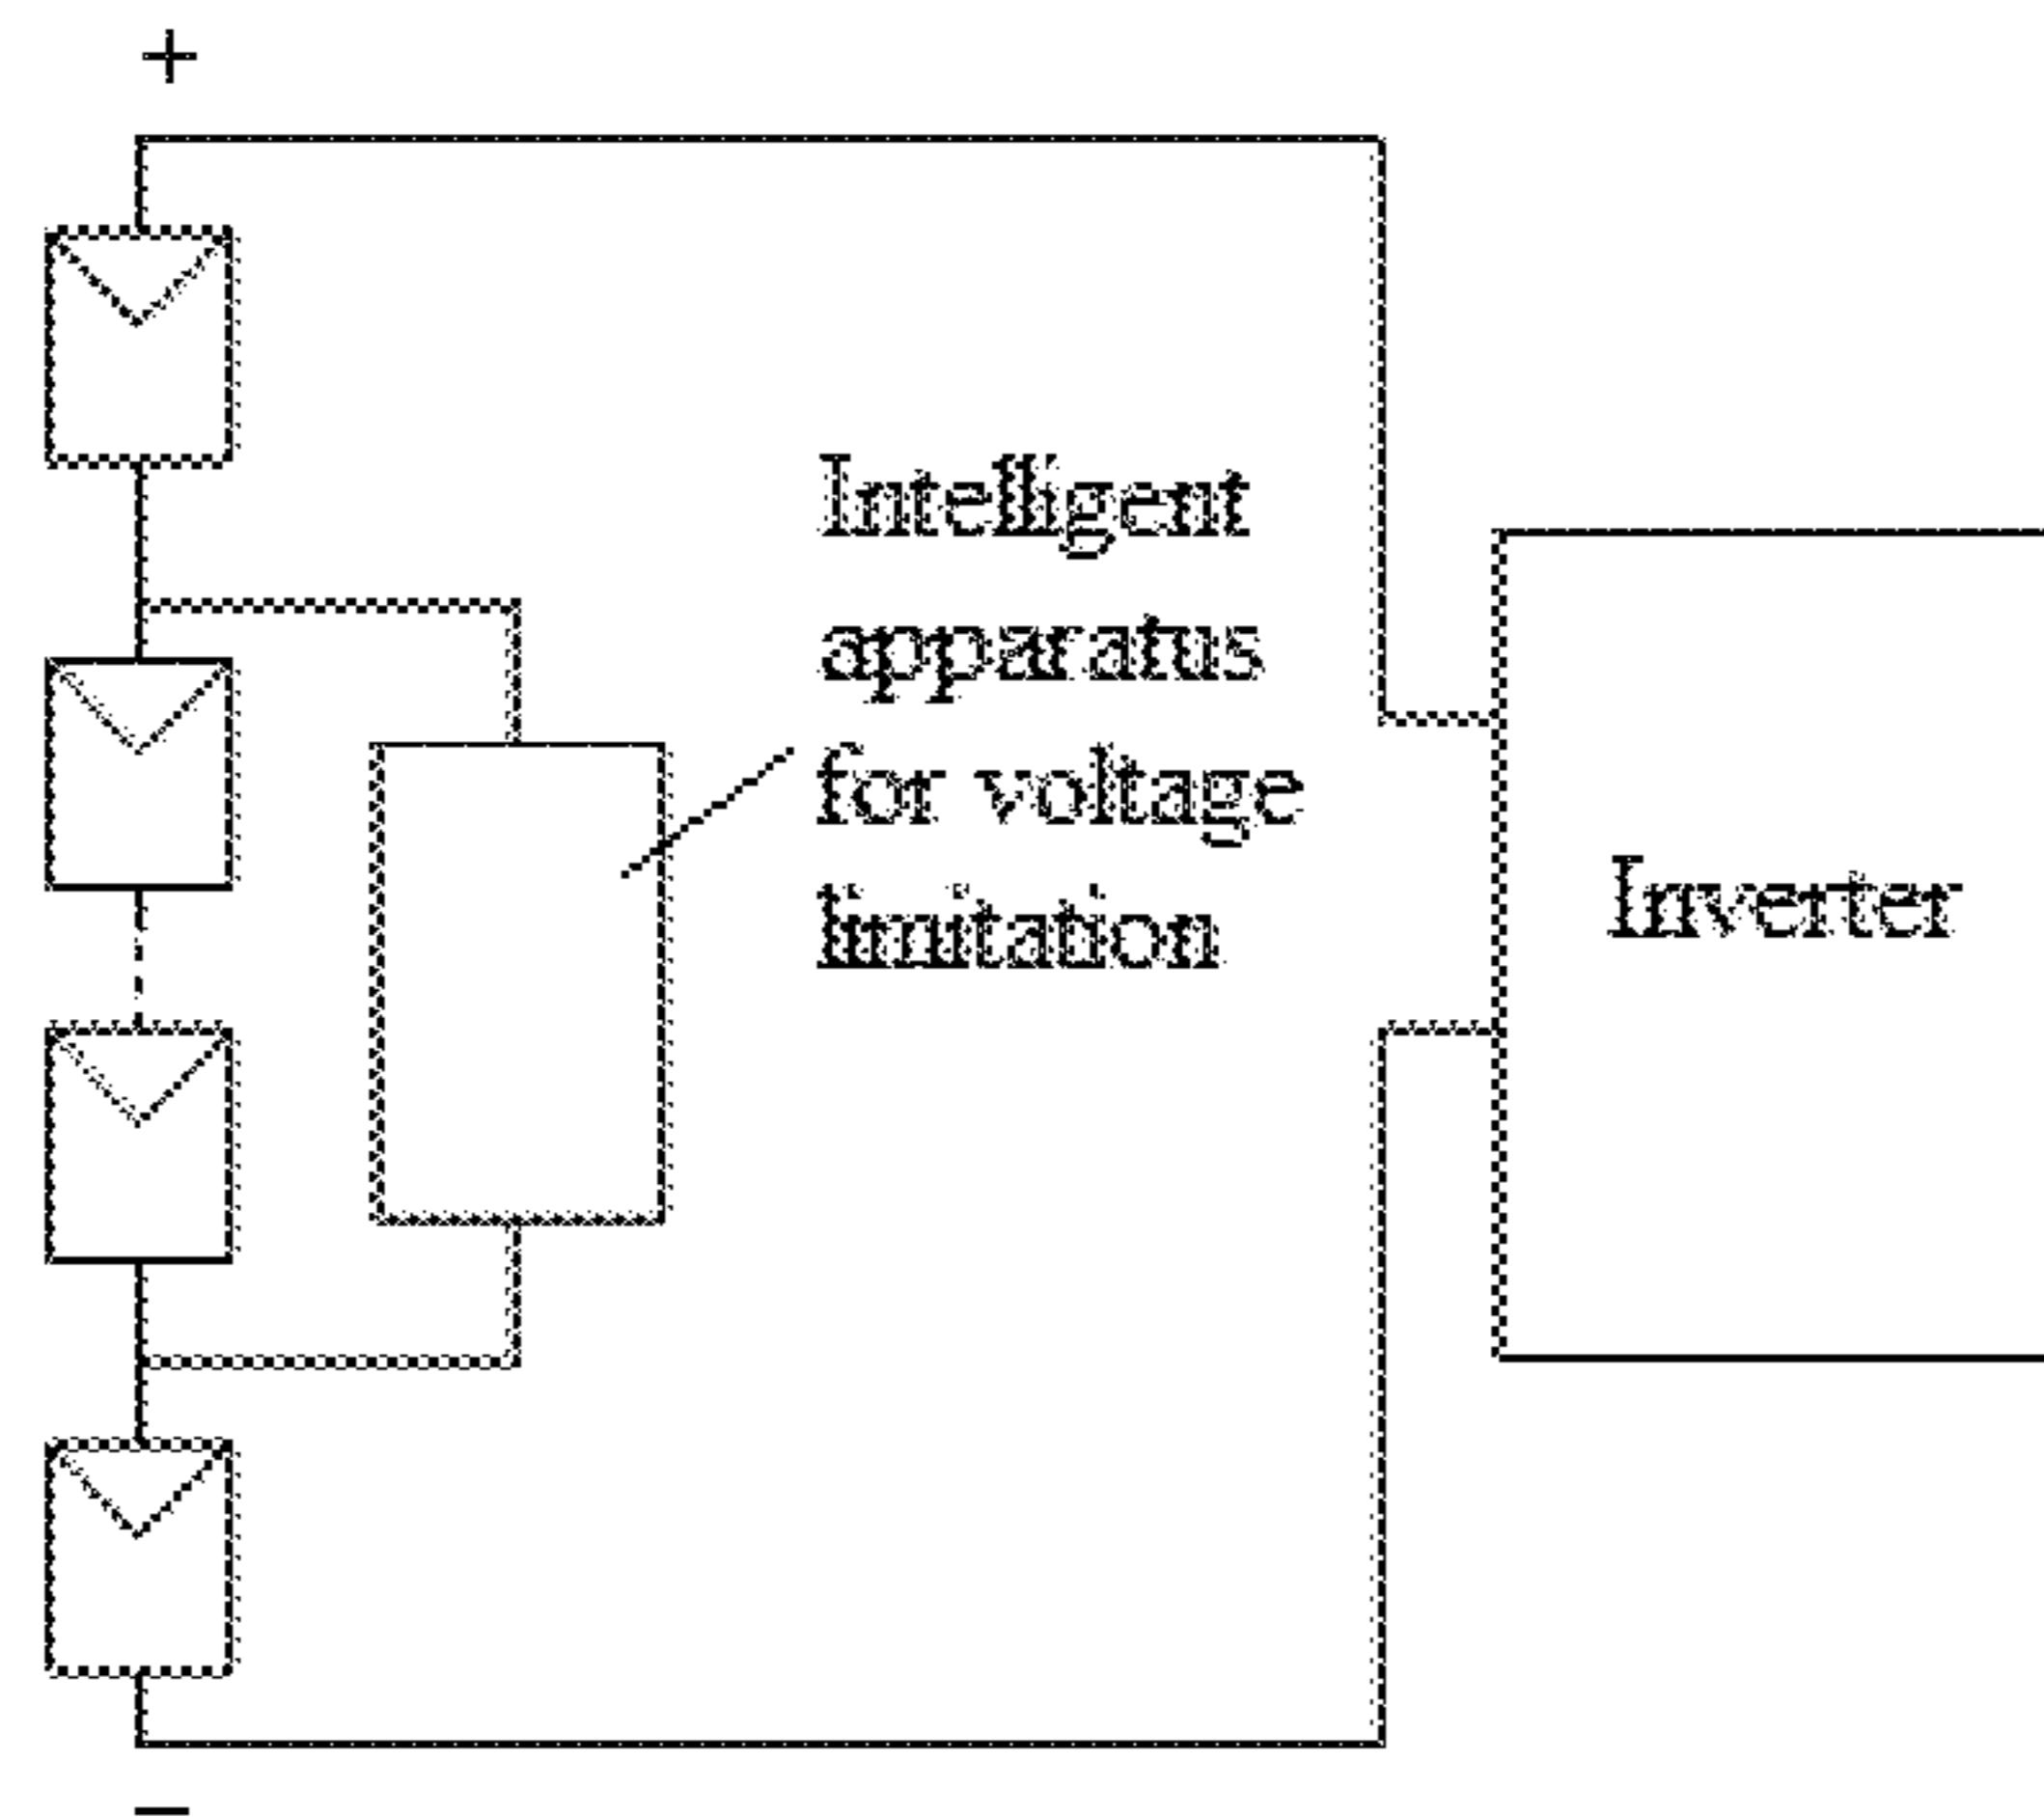 +
Intelligent
apparatus
for voltage
limitation
Inverter
−